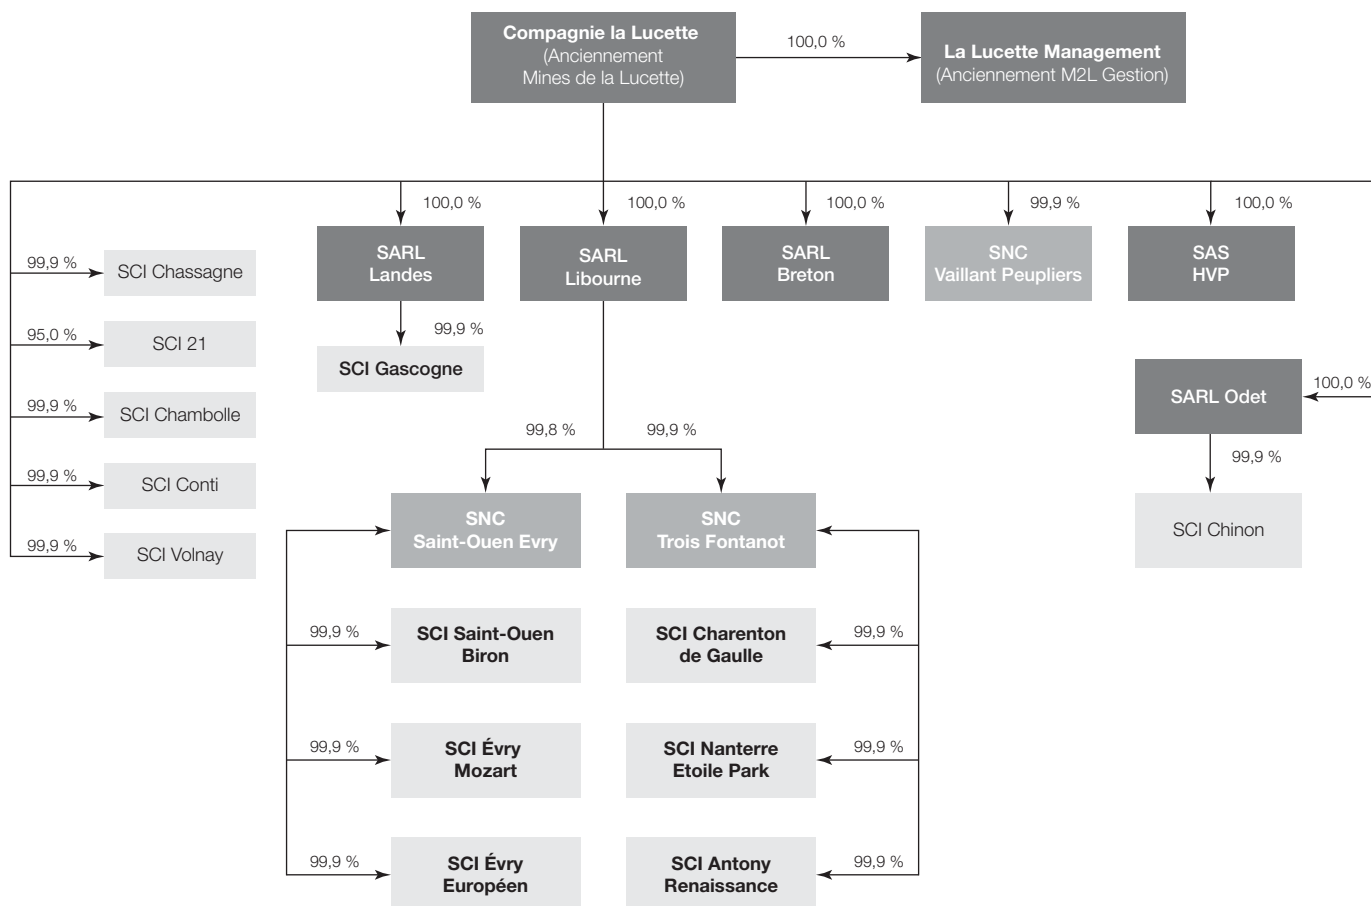 Compagnie la Lucette
(Anciennement
Mines de la Lucette)
100,0 %
La Lucette Management
(Anciennement M2L Gestion)
100,0 %
100,0 %
100,0 %
99,9 %
100,0 %
SARL
Landes
SARL
Libourne
SARL
Breton
SNC
Vaillant Peupliers
SAS
HVP
99,9 %
SCI Chassagne
95,0 %
SCI 21
99,9 %
SCI Chambolle
99,9 %
SCI Conti
99,9 %
SCI Volnay
99,9 %
SCI Gascogne
SARL Odet
100,0 %
99,9 %
SCI Chinon
99,8 %
99,9 %
SNC
Saint-Ouen Evry
SNC
Trois Fontanot
99,9 %
SCI Saint-Ouen
Biron
SCI Charenton
de Gaulle
99,9 %
99,9 %
SCI Évry
Mozart
SCI Nanterre
Etoile Park
99,9 %
99,9 %
SCI Évry
Européen
SCI Antony
Renaissance
99,9 %